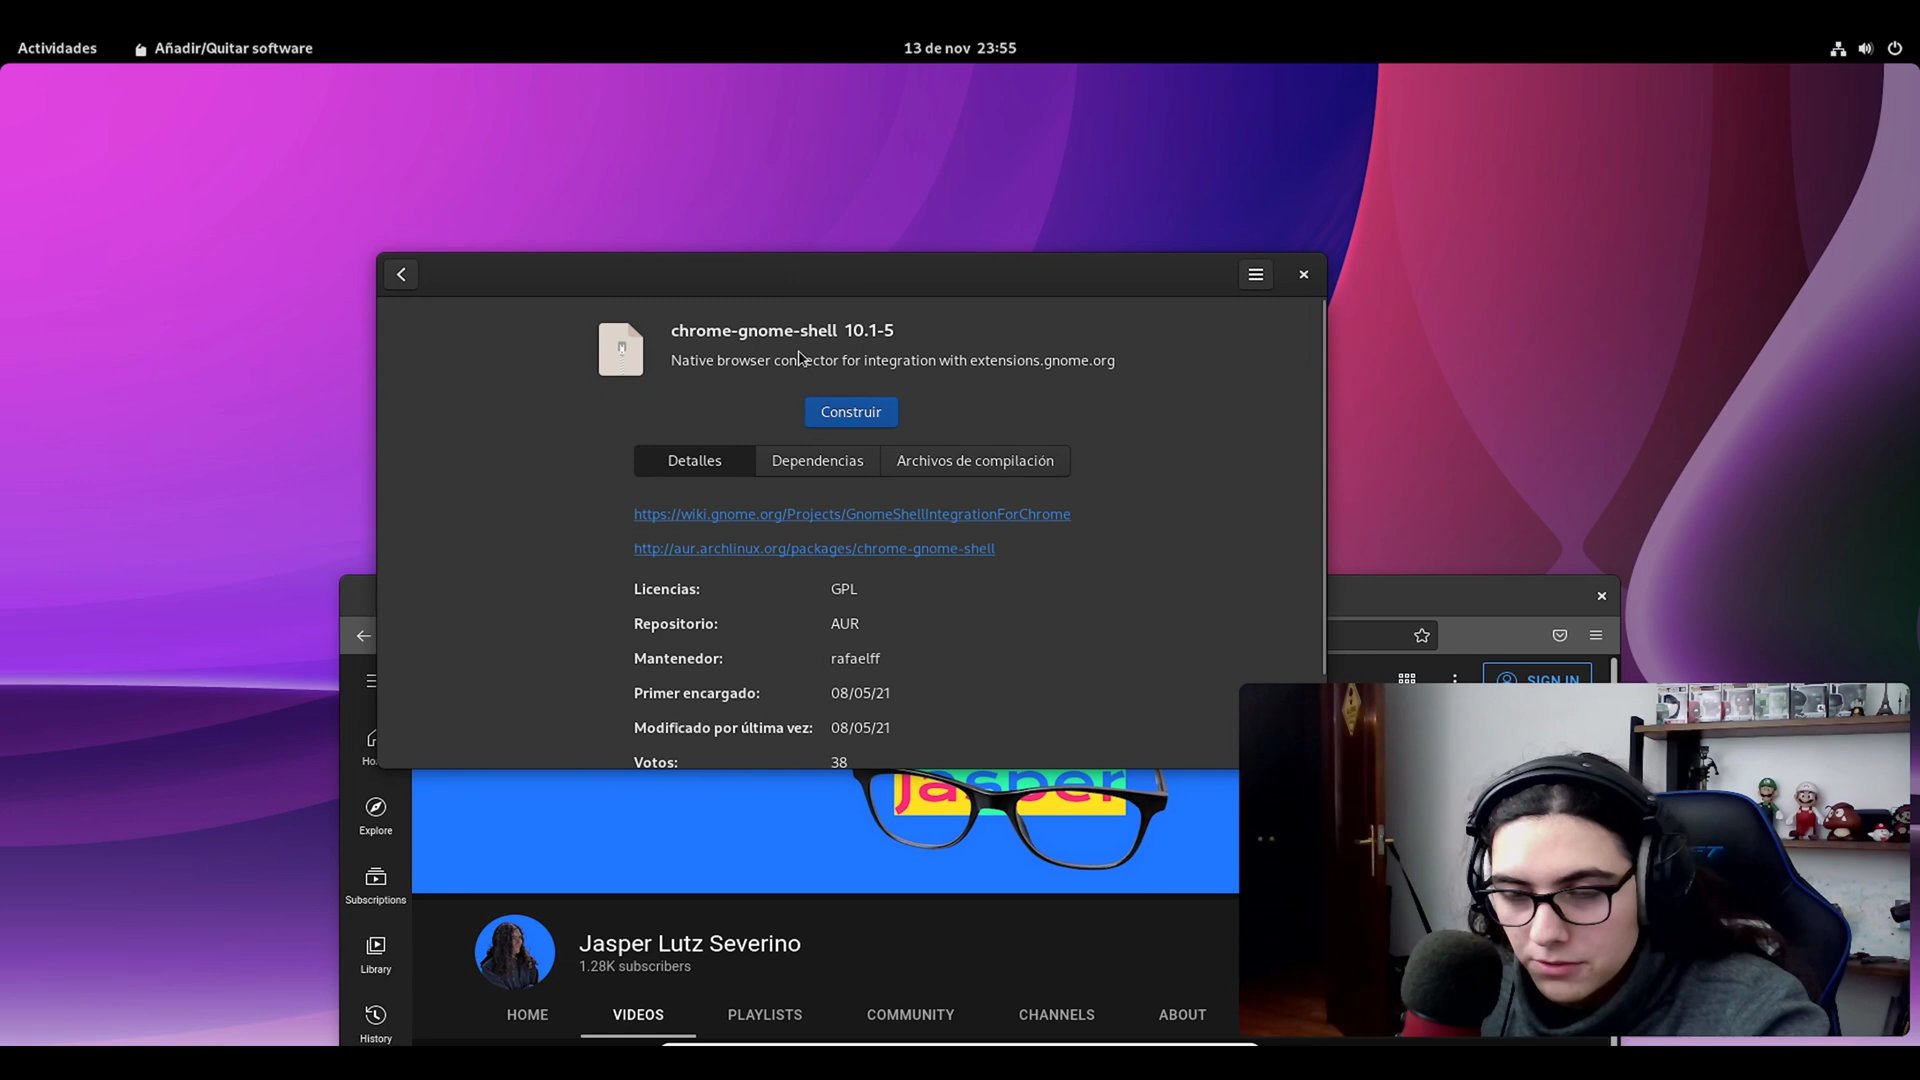 Actividades
Añadir/Quitar software
13 de nov 23:55
chrome-gnome-shell 10.1-5
Native browser connector for integration with extensions.gnome.org
Construir
Detalles
Dependencias
Archivos de compilación
https://wiki.gnome.org/Projects/GnomeShellIntegrationForChrome
http://aur.archlinux.org/packages/chrome-gnome-shell
Licencias: GPL
Repositorio: AUR
Mantenedor: rafaelff
Primer encargado: 08/05/21
Modificado por última vez: 08/05/21
Votos: 38
SIGN IN
Explore
Subscriptions
Library
History
Jasper
Jasper Lutz Severino
1.28K subscribers
HOME
VIDEOS
PLAYLISTS
COMMUNITY
CHANNELS
ABOUT